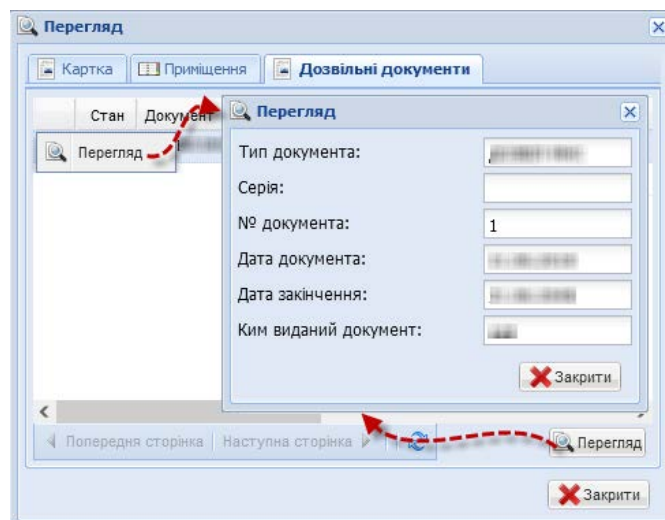 Перегляд
Картка Приміщення Дозвільні документи
Стан Документ
Перегляд
Перегляд
Тип документа:
Серія:
№ документа: 1
Дата документа:
Дата закінчення:
Ким виданий документ:
Закрити
Попередня сторінка Наступна сторінка Перегляд
Закрити